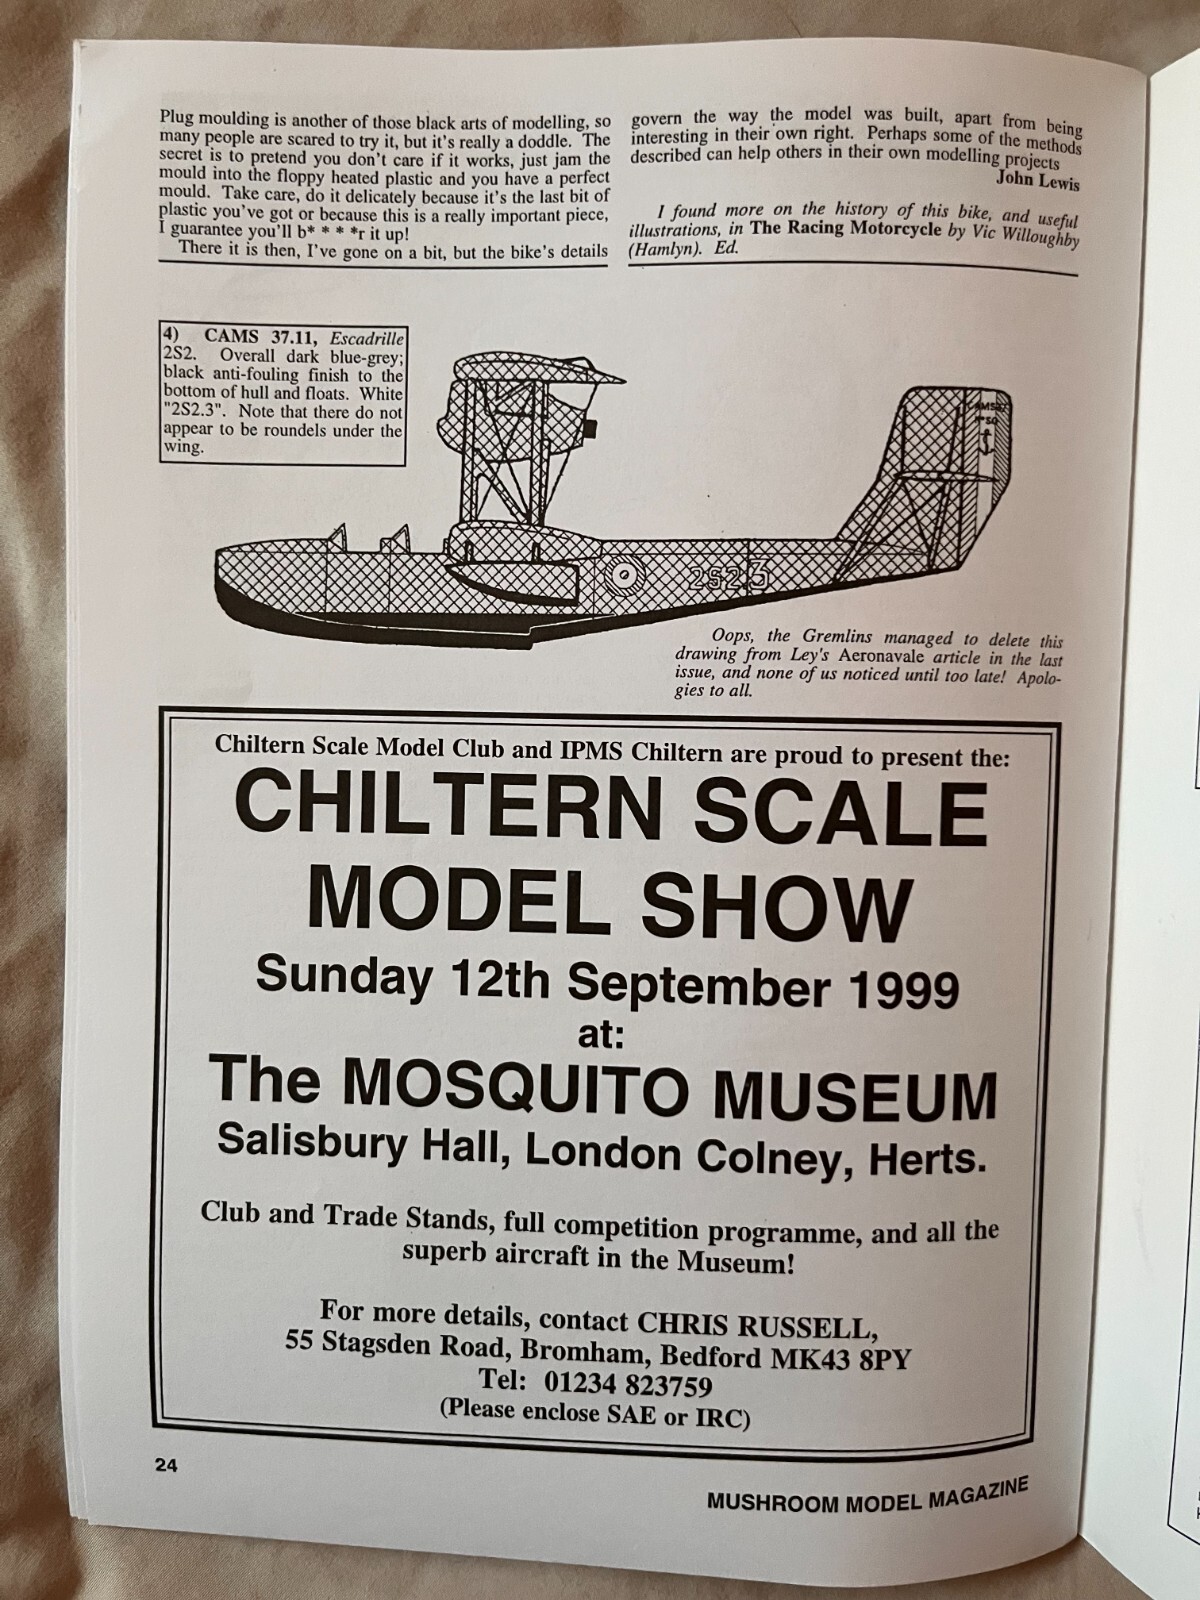 Plug moulding is another of those black arts of modelling, so
many people are scared to try it, but it's really a doddle. The
secret is to pretend you don't care if it works, just jam the
mould into the floppy heated plastic and you have a perfect
mould. Take care, do it delicately because it's the last bit of
plastic you've got or because this is a really important piece,
I guarantee you'll b* * * *r it up!
There it is then, I've gone on a bit, but the bike's details
govern the way the model was built, apart from being
interesting in their own right. Perhaps some of the methods
described can help others in their own modelling projects
John Lewis
I found more on the history of this bike, and useful
illustrations, in The Racing Motorcycle by Vic Willoughby
(Hamlyn). Ed.
4) CAMS 37.11, Escadrille
2S2. Overall dark blue-grey;
black anti-fouling finish to the
bottom of hull and floats. White
"2S2.3". Note that there do not
appear to be roundels under the
wing.
2S2.3
Oops, the Gremlins managed to delete this
drawing from Ley's Aeronavale article in the last
issue, and none of us noticed until too late! Apolo-
gies to all.
Chiltern Scale Model Club and IPMS Chiltern are proud to present the:
CHILTERN SCALE
MODEL SHOW
Sunday 12th September 1999
at:
The MOSQUITO MUSEUM
Salisbury Hall, London Colney, Herts.
Club and Trade Stands, full competition programme, and all the
superb aircraft in the Museum!
For more details, contact CHRIS RUSSELL,
55 Stagsden Road, Bromham, Bedford MK43 8PY
Tel: 01234 823759
(Please enclose SAE or IRC)
24
MUSHROOM MODEL MAGAZINE